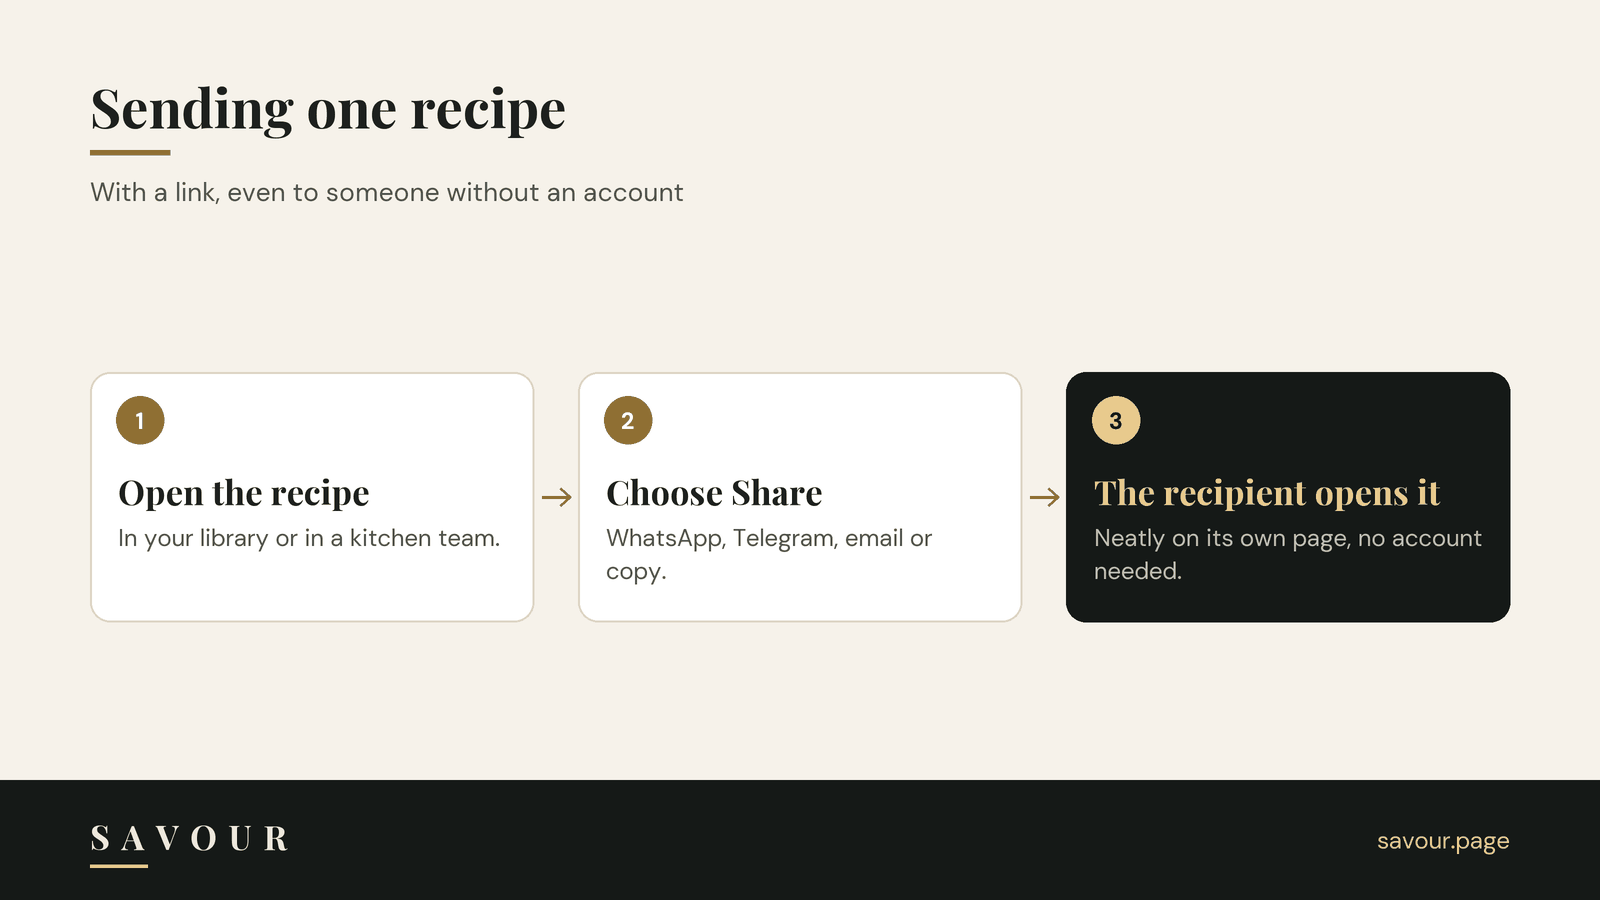 Sending one recipe
With a link, even to someone without an account
1
Open the recipe
In your library or in a kitchen team.
2
Choose Share
WhatsApp, Telegram, email or
copy.
3
The recipient opens it
Neatly on its own page, no account
needed.
SAVOUR
savour.page